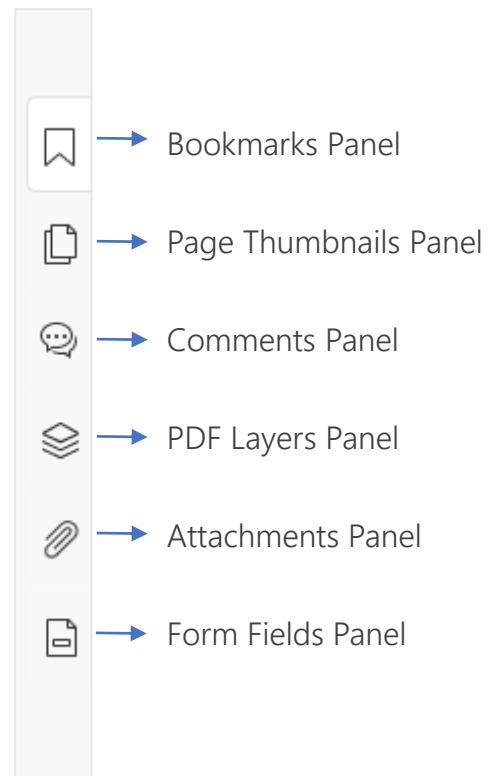 Bookmarks Panel
Page Thumbnails Panel
Comments Panel
PDF Layers Panel
Attachments Panel
Form Fields Panel